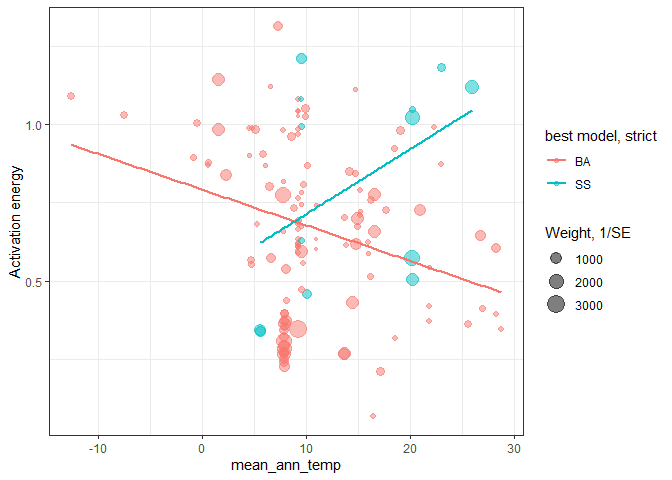 1.0
0.5
Activation energy
-10
0
10
20
30
mean_ann_temp
best model, strict
BA
SS
Weight, 1/SE
1000
2000
3000